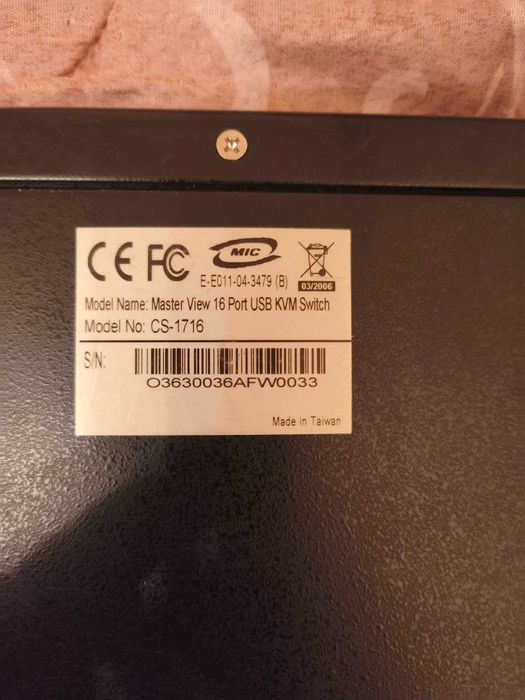 CE FC MIC
E-E011-04-3479 (B)
03/2006
Model Name: Master View 16 Port USB KVM Switch
Model No: CS-1716
S/N:
O3630036AFW0033
Made in Taiwan